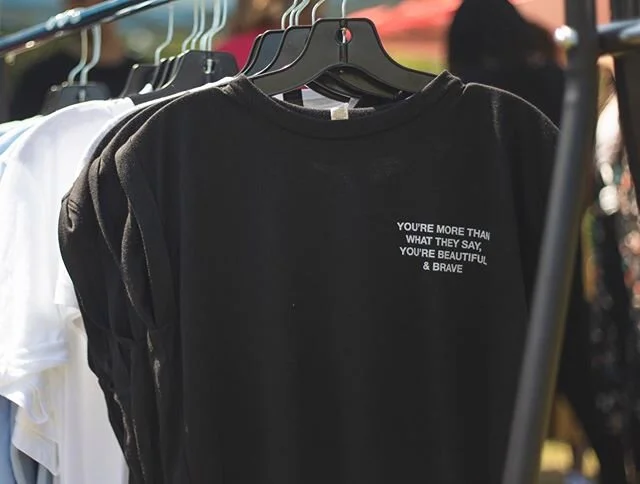 YOU'RE MORE THAN
WHAT THEY SAY,
YOU'RE BEAUTIFUL
& BRAVE